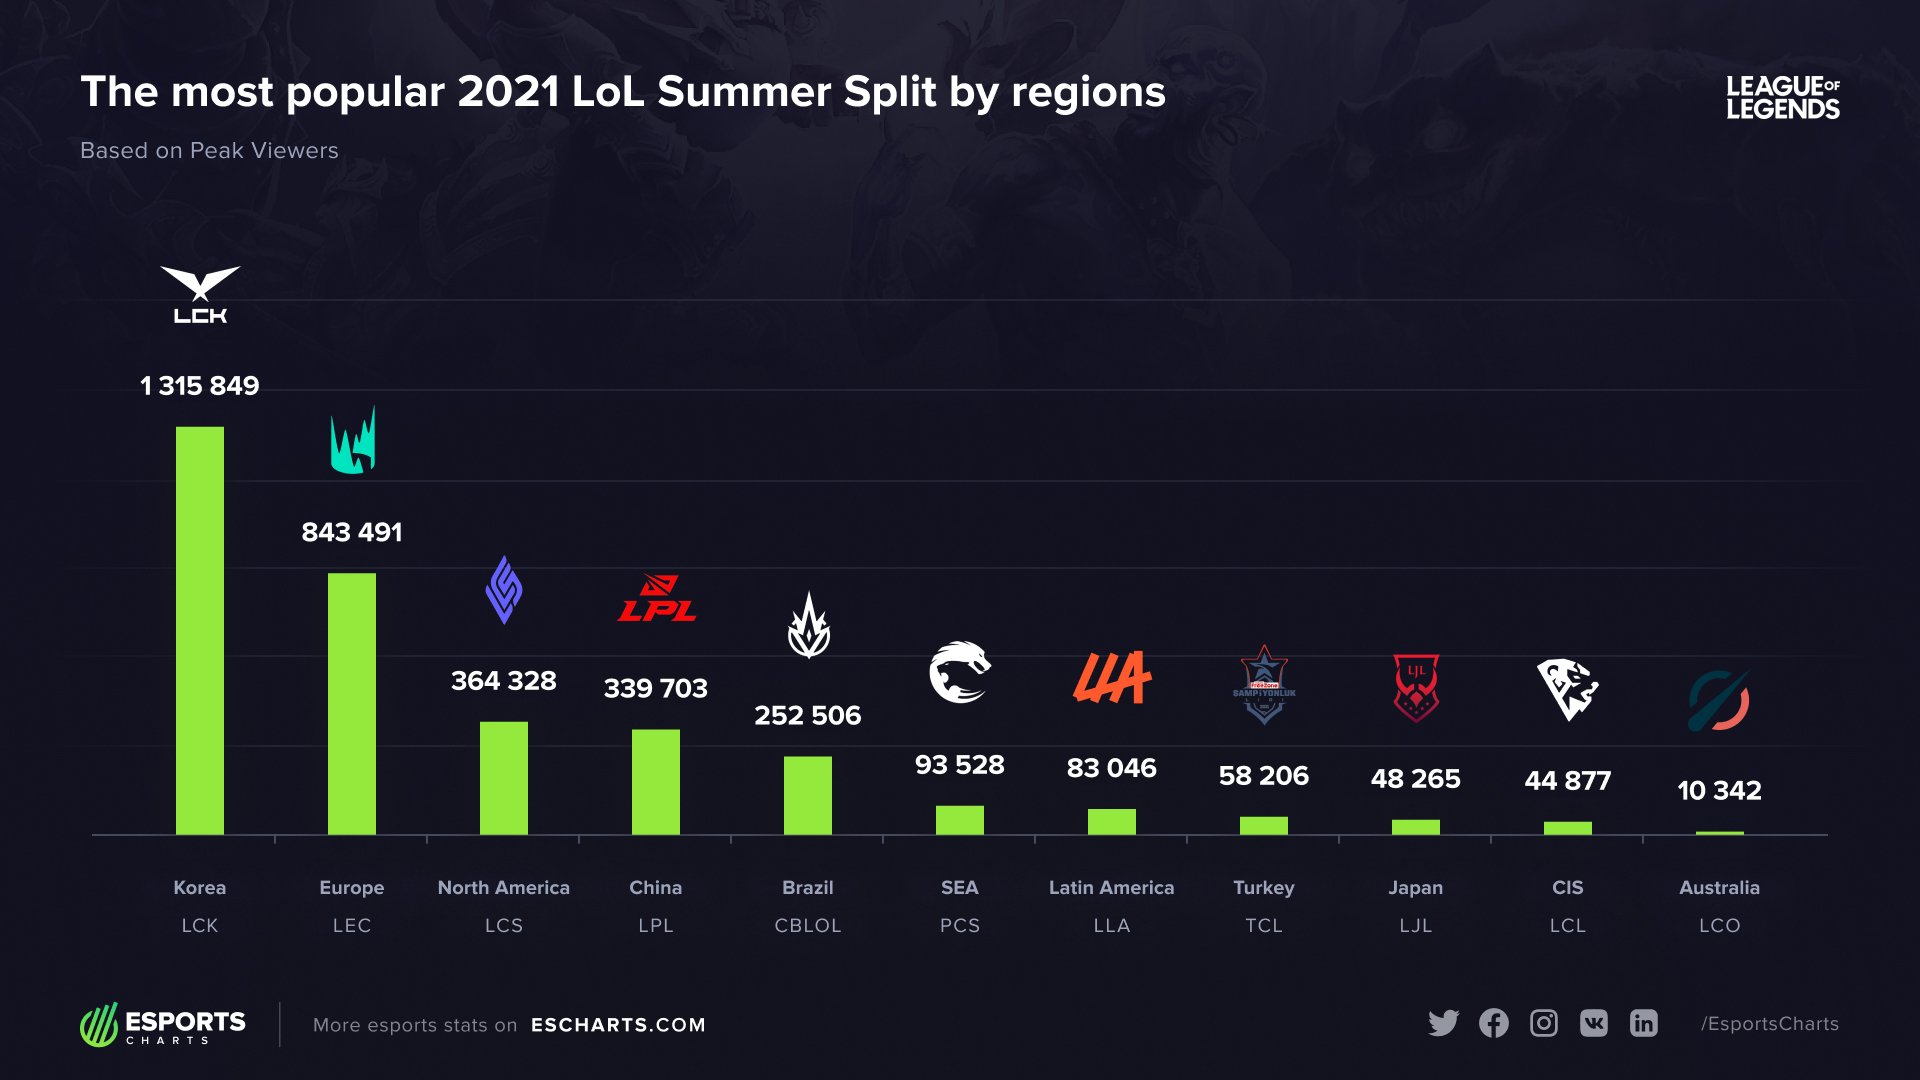 The most popular 2021 LoL Summer Split by regions
Based on Peak Viewers
LEAGUE OF
LEGENDS
LCK
1 315 849
843 491
364 328
LPL
339 703
252 506
93 528
LLA
83 046
ŞAMPİYONLUK
58 206
LJL
48 265
44 877
10 342
Korea
LCK
Europe
LEC
North America
LCS
China
LPL
Brazil
CBLOL
SEA
PCS
Latin America
LLA
Turkey
TCL
Japan
LJL
CIS
LCL
Australia
LCO
ESPORTS
CHARTS
More esports stats on ESCHARTS.COM
/EsportsCharts